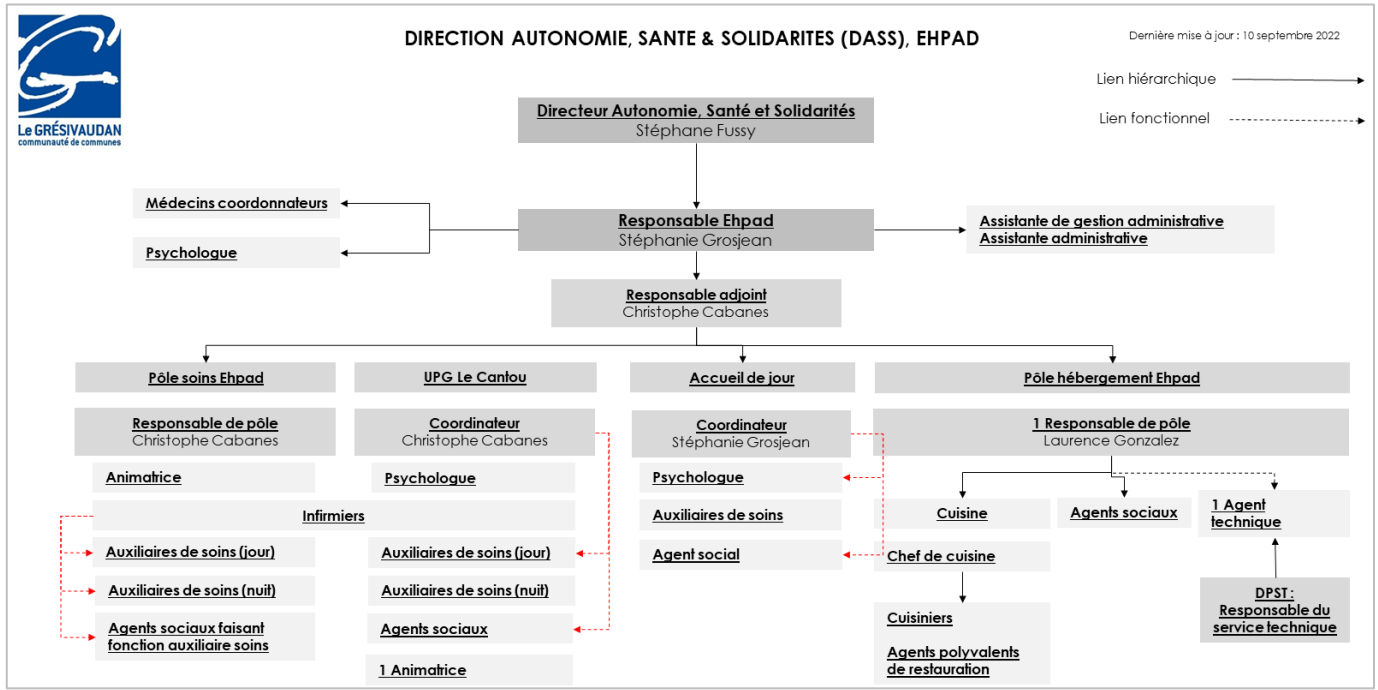 DIRECTION AUTONOMIE, SANTE & SOLIDARITES (DASS), EHPAD
Dernière mise à jour : 10 septembre 2022
Lien hiérarchique
Lien fonctionnel
Le GRÉSIVAUDAN
communauté de communes
Directeur Autonomie, Santé et Solidarités
Stéphane Fussy
Médecins coordonnateurs
Psychologue
Responsable Ehpad
Stéphanie Grosjean
Assistante de gestion administrative
Assistante administrative
Responsable adjoint
Christophe Cabanes
Pôle soins Ehpad
UPG Le Cantou
Accueil de jour
Pôle hébergement Ehpad
Responsable de pôle
Christophe Cabanes
Coordinateur
Christophe Cabanes
Coordinateur
Stéphanie Grosjean
1 Responsable de pôle
Laurence Gonzalez
Animatrice
Psychologue
Psychologue
Infirmiers
Auxiliaires de soins
Cuisine
Agents sociaux
1 Agent
technique
Auxiliaires de soins (jour)
Auxiliaires de soins (jour)
Agent social
Chef de cuisine
Auxiliaires de soins (nuit)
Auxiliaires de soins (nuit)
DPST :
Responsable du
service technique
Agents sociaux faisant
fonction auxiliaire soins
Agents sociaux
Cuisiniers
Agents polyvalents
de restauration
1 Animatrice